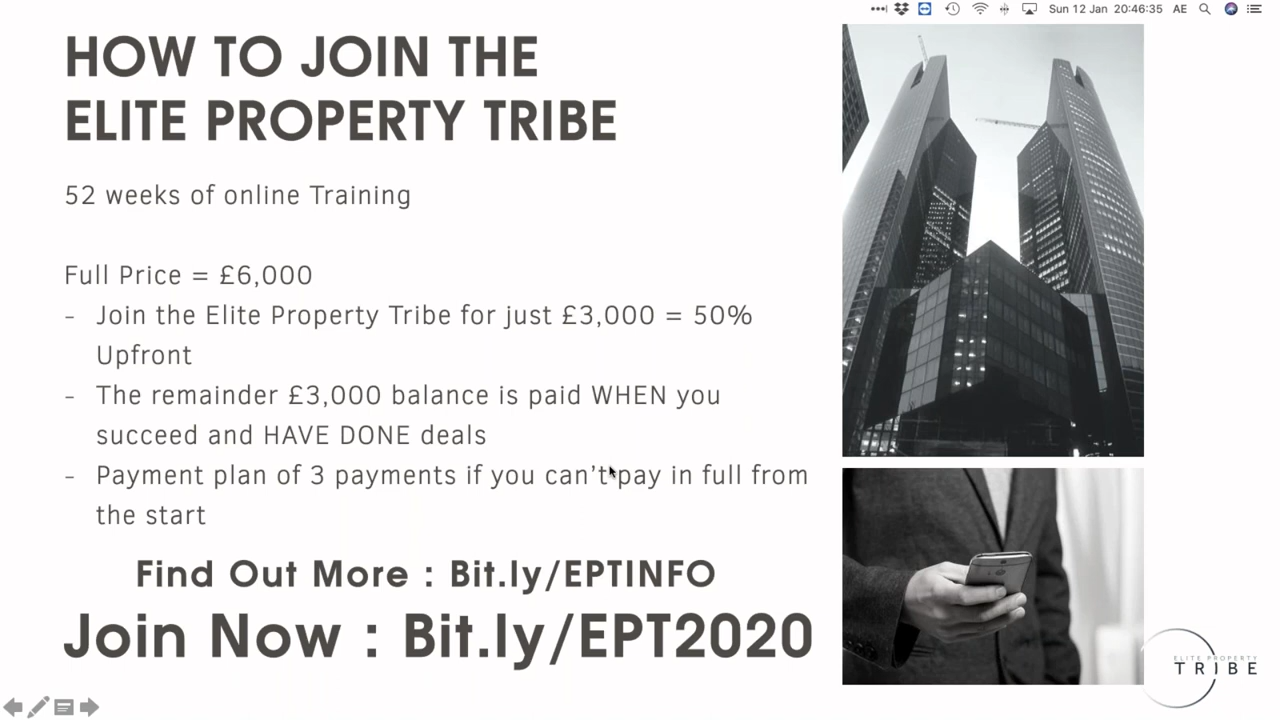 Sun 12 Jan 20:46:35 AE
HOW TO JOIN THE
ELITE PROPERTY TRIBE
52 weeks of online Training
Full Price = £6,000
- Join the Elite Property Tribe for just £3,000 = 50%
Upfront
- The remainder £3,000 balance is paid WHEN you
succeed and HAVE DONE deals
- Payment plan of 3 payments if you can’t pay in full from
the start
Find Out More : Bit.ly/EPTINFO
Join Now : Bit.ly/EPT2020
ELITE PROPERTY
TRIBE